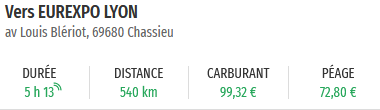 Vers EUREXPO LYON
av Louis Blériot, 69680 Chassieu
DURÉE DISTANCE CARBURANT PÉAGE
5 h 13 540 km 99,32 € 72,80 €